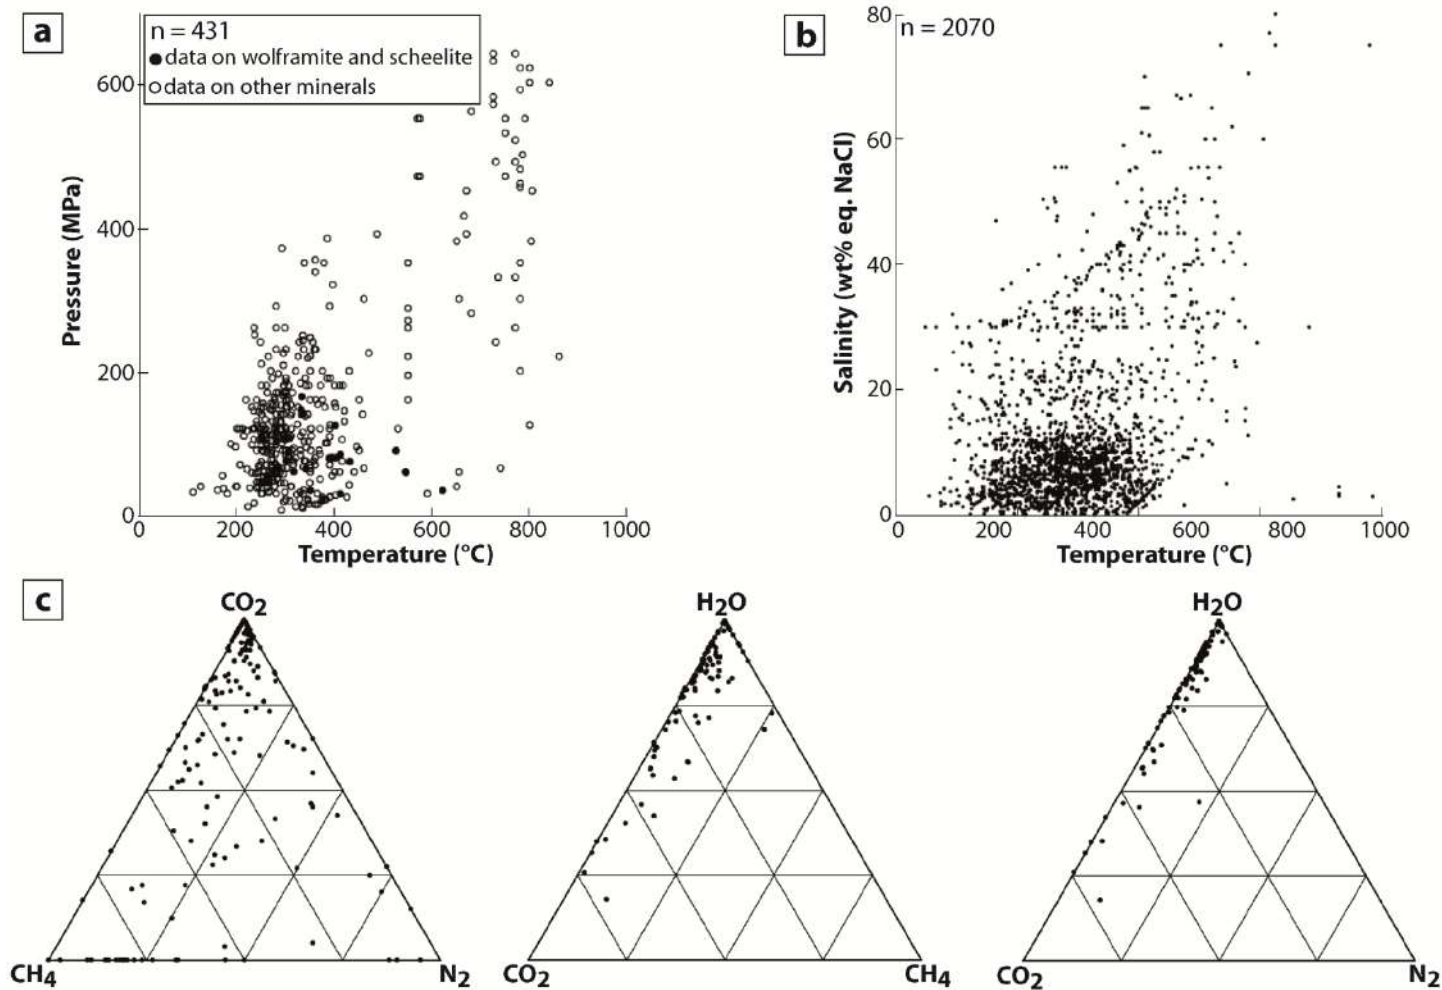 a
n = 431
● data on wolframite and scheelite
○ data on other minerals
600
400
200
0
Pressure (MPa)
0 200 400 600 800 1000
Temperature (°C)
b
n = 2070
80
60
40
20
0
Salinity (wt% eq. NaCl)
0 200 400 600 800 1000
Temperature (°C)
c
CO2
CH4 N2
H2O
CO2 CH4
H2O
CO2 N2